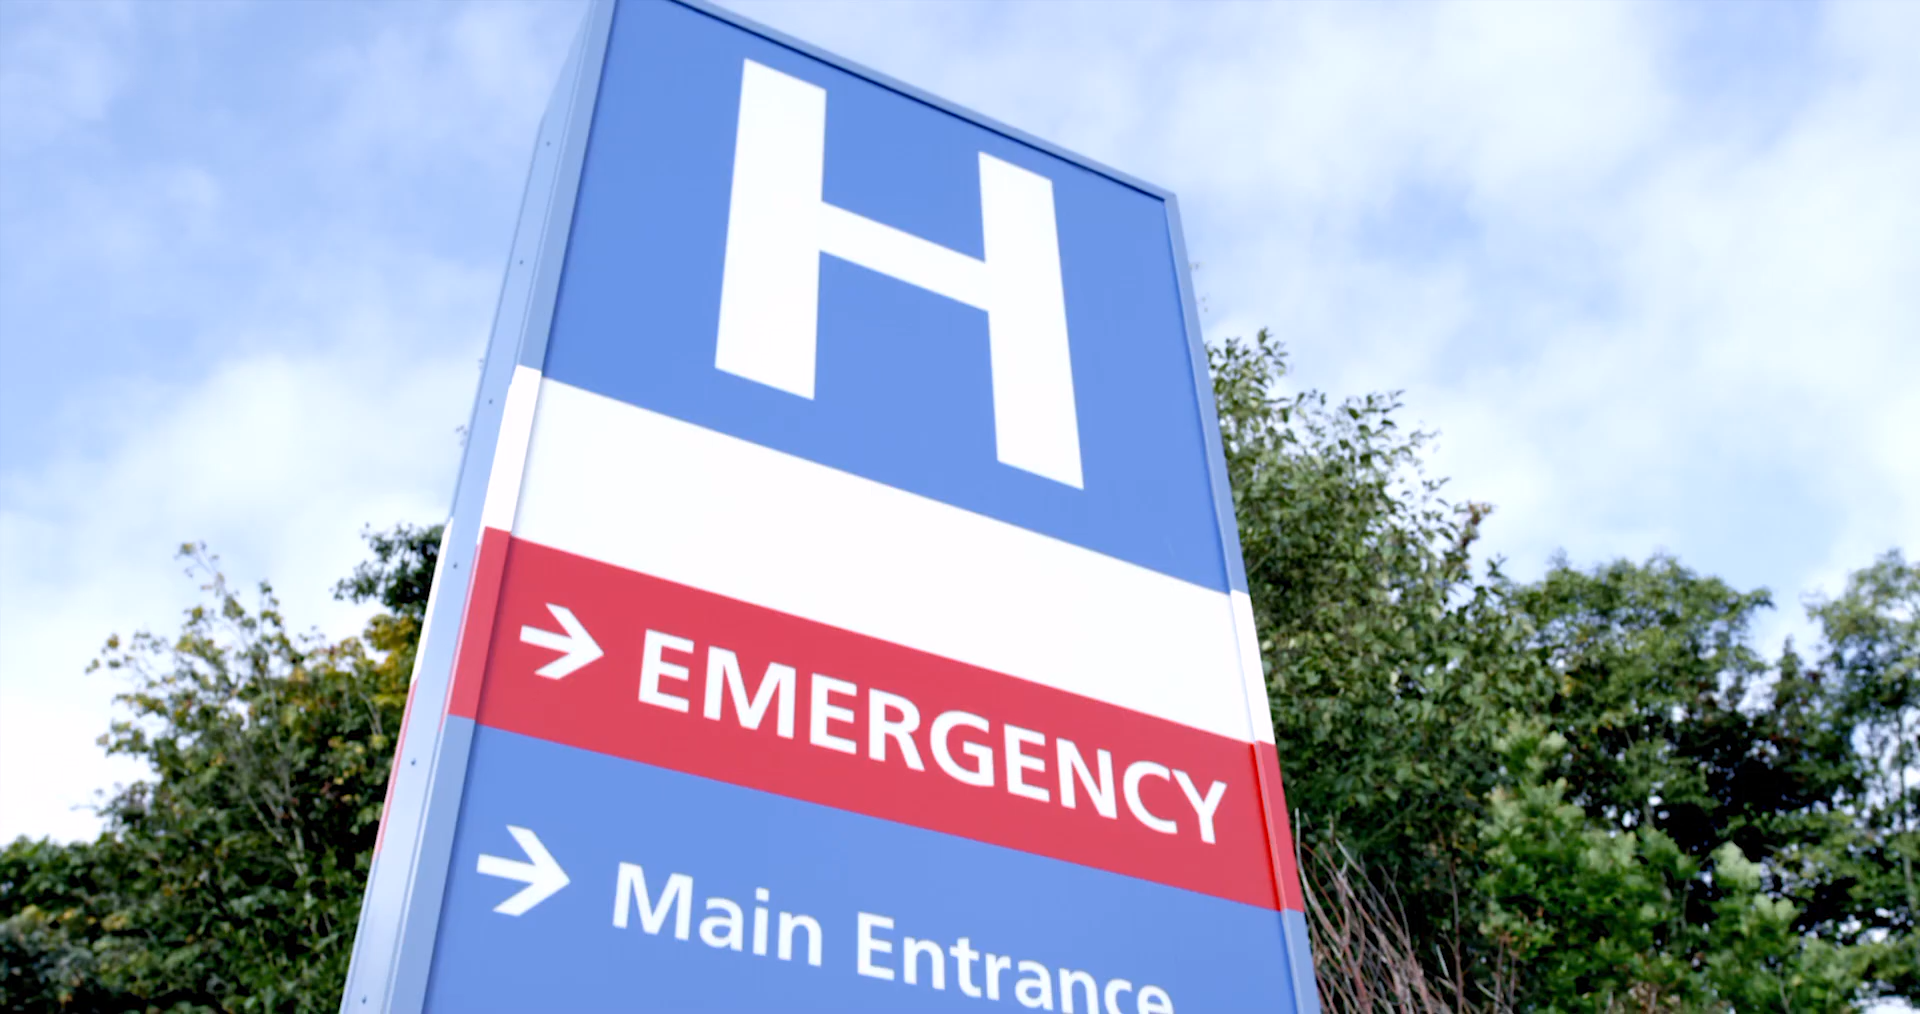 H
→ EMERGENCY
→ Main Entrance